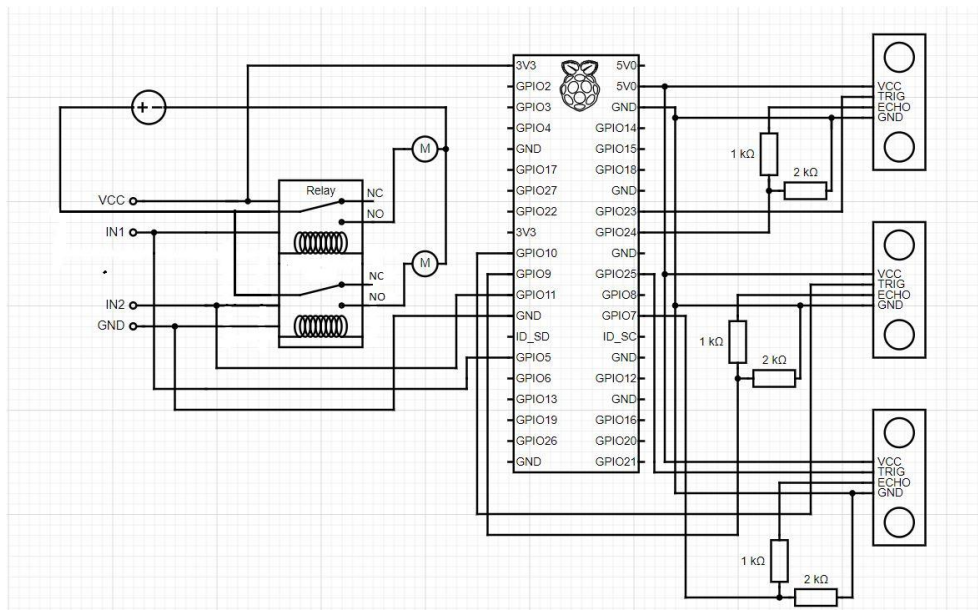 3V3 5V0
GPIO2 5V0
GPIO3 GND
GPIO4 GPIO14
GND GPIO15
GPIO17 GPIO18
GPIO27 GND
GPIO22 GPIO23
3V3 GPIO24
GPIO10 GND
GPIO9 GPIO25
GPIO11 GPIO8
GND GPIO7
ID_SD ID_SC
GPIO5 GND
GPIO6 GPIO12
GPIO13 GND
GPIO19 GPIO16
GPIO26 GPIO20
GND GPIO21
+ -
M
Relay
NC
NO
M
NC
NO
VCC
IN1
IN2
GND
VCC
TRIG
ECHO
GND
1 kΩ
2 kΩ
VCC
TRIG
ECHO
GND
1 kΩ
2 kΩ
VCC
TRIG
ECHO
GND
1 kΩ
2 kΩ